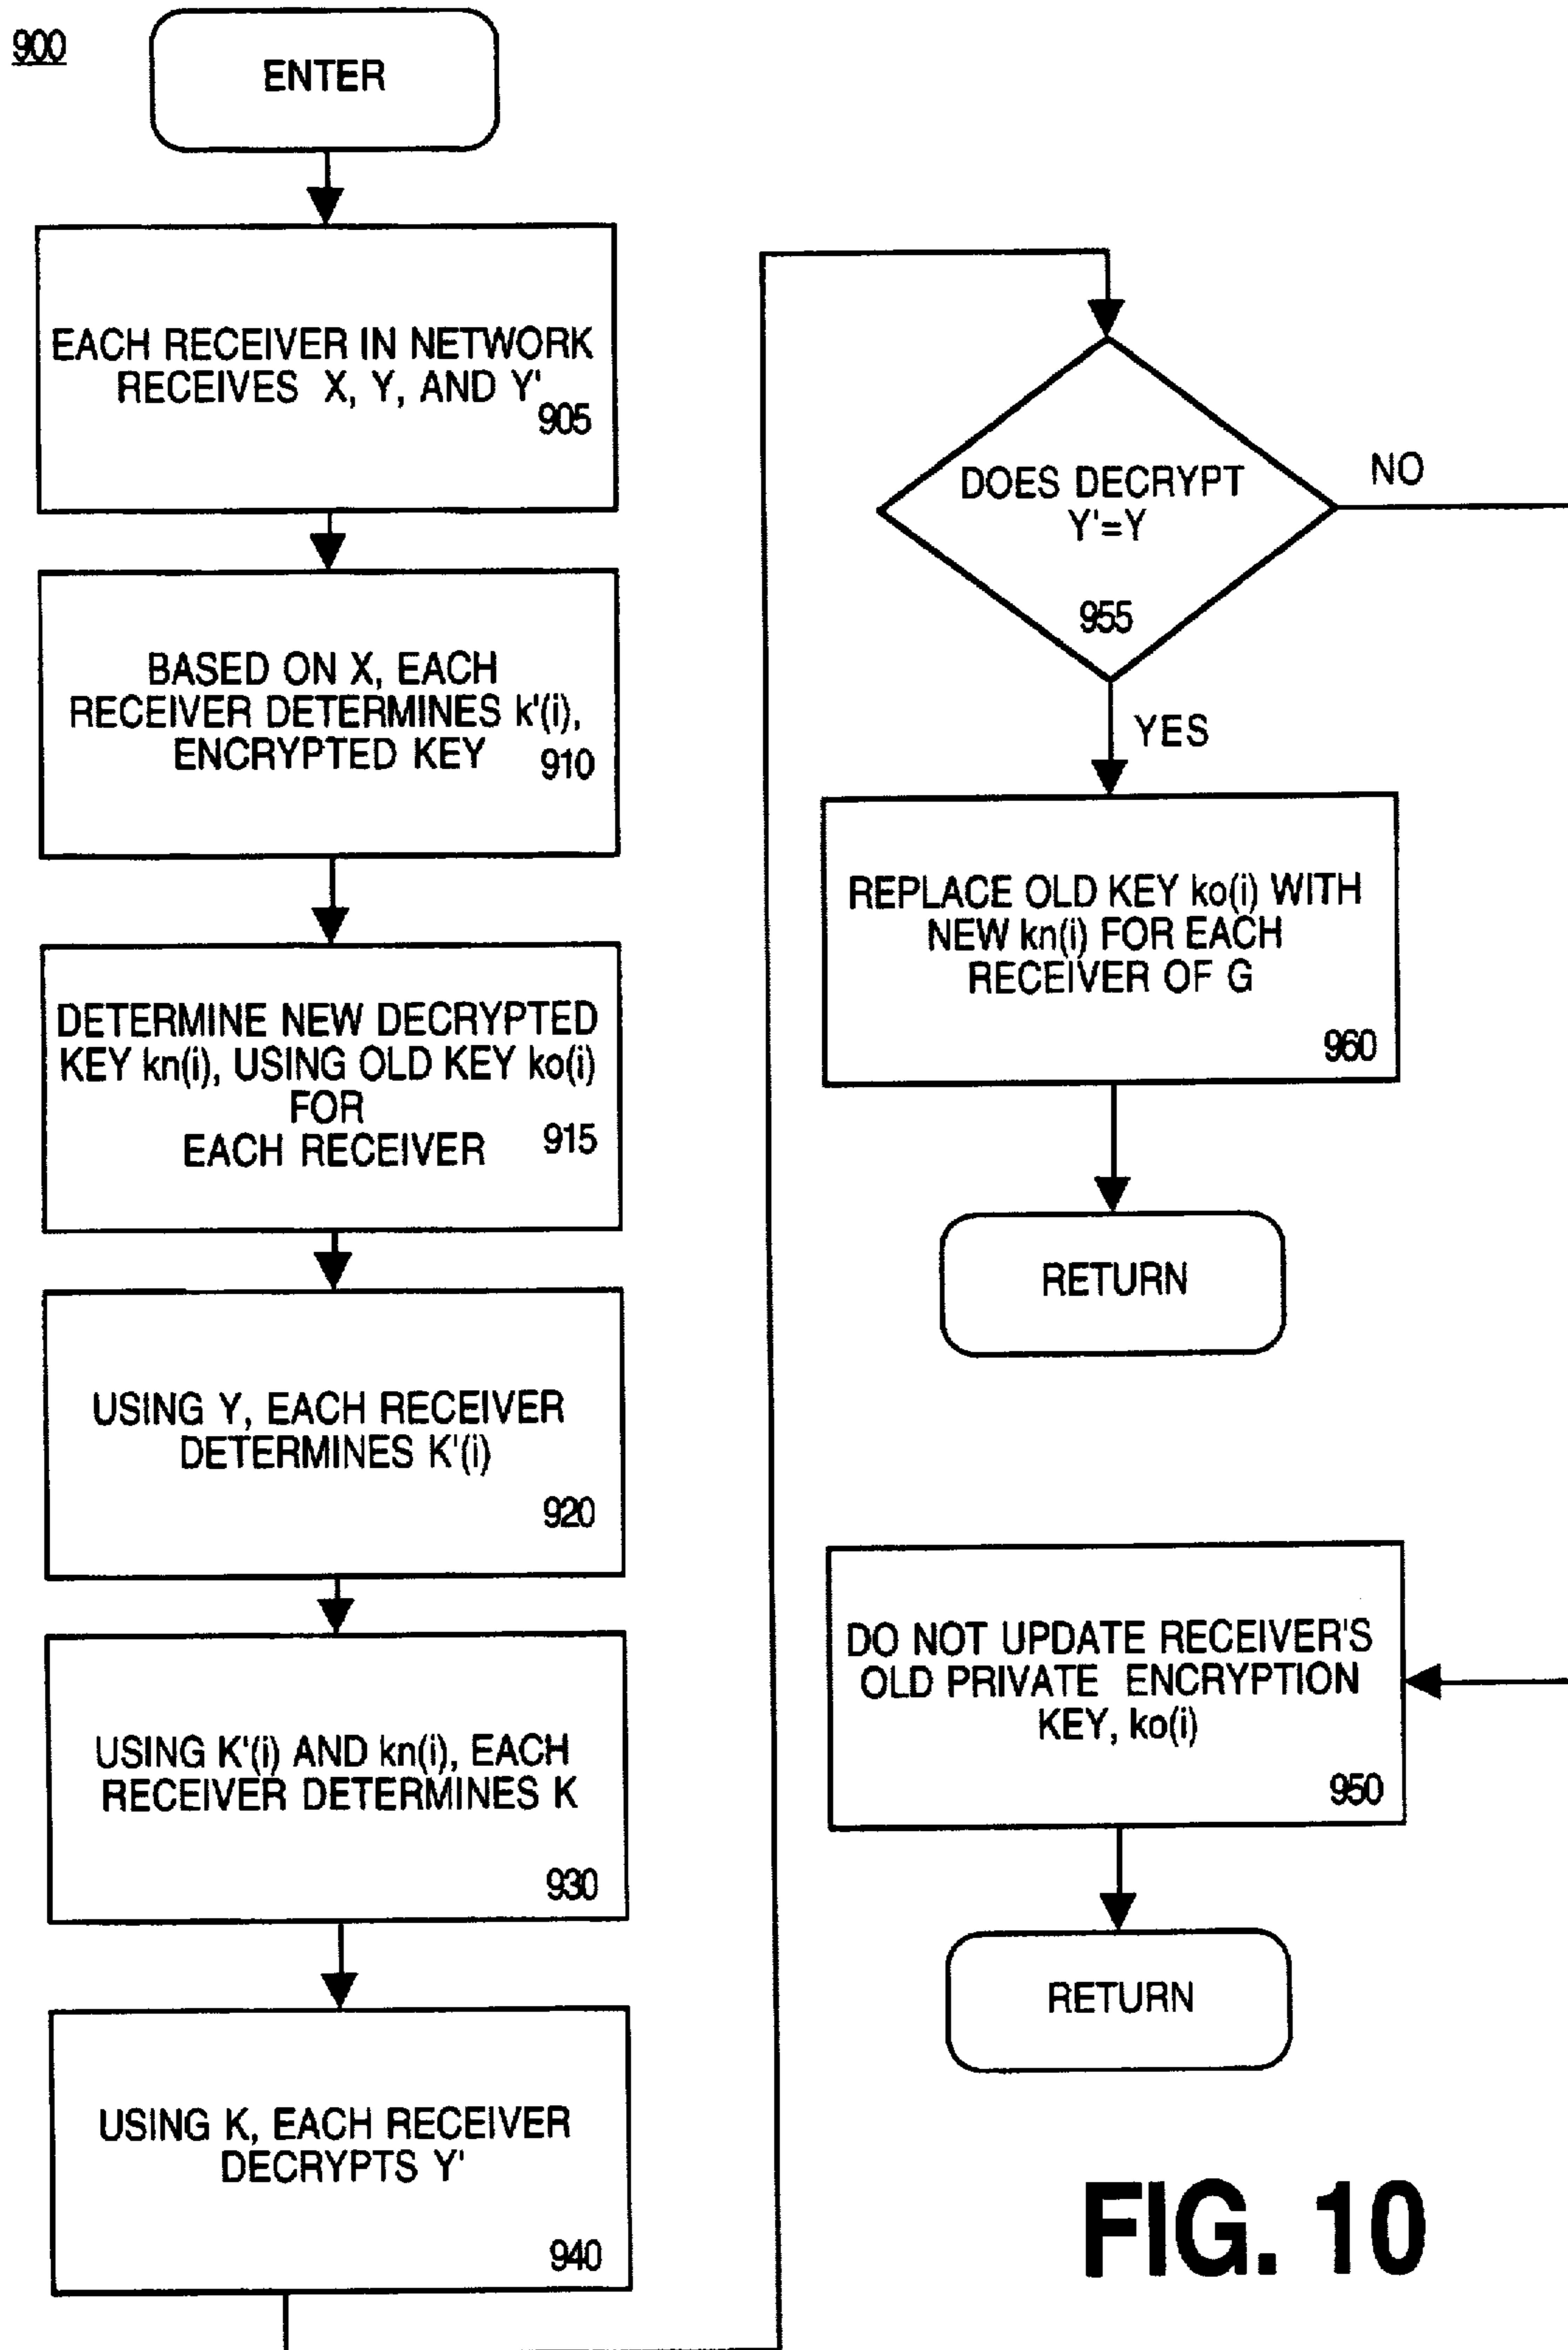 900
ENTER
EACH RECEIVER IN NETWORK
RECEIVES X, Y, AND Y'
905
BASED ON X, EACH
RECEIVER DETERMINES k'(i),
ENCRYPTED KEY
910
DETERMINE NEW DECRYPTED
KEY kn(i), USING OLD KEY ko(i)
FOR
EACH RECEIVER
915
USING Y, EACH RECEIVER
DETERMINES K'(i)
920
USING K'(i) AND kn(i), EACH
RECEIVER DETERMINES K
930
USING K, EACH RECEIVER
DECRYPTS Y'
940
DOES DECRYPT
Y'=Y
955
NO
YES
REPLACE OLD KEY ko(i) WITH
NEW kn(i) FOR EACH
RECEIVER OF G
960
RETURN
DO NOT UPDATE RECEIVER'S
OLD PRIVATE ENCRYPTION
KEY, ko(i)
950
RETURN
FIG. 10